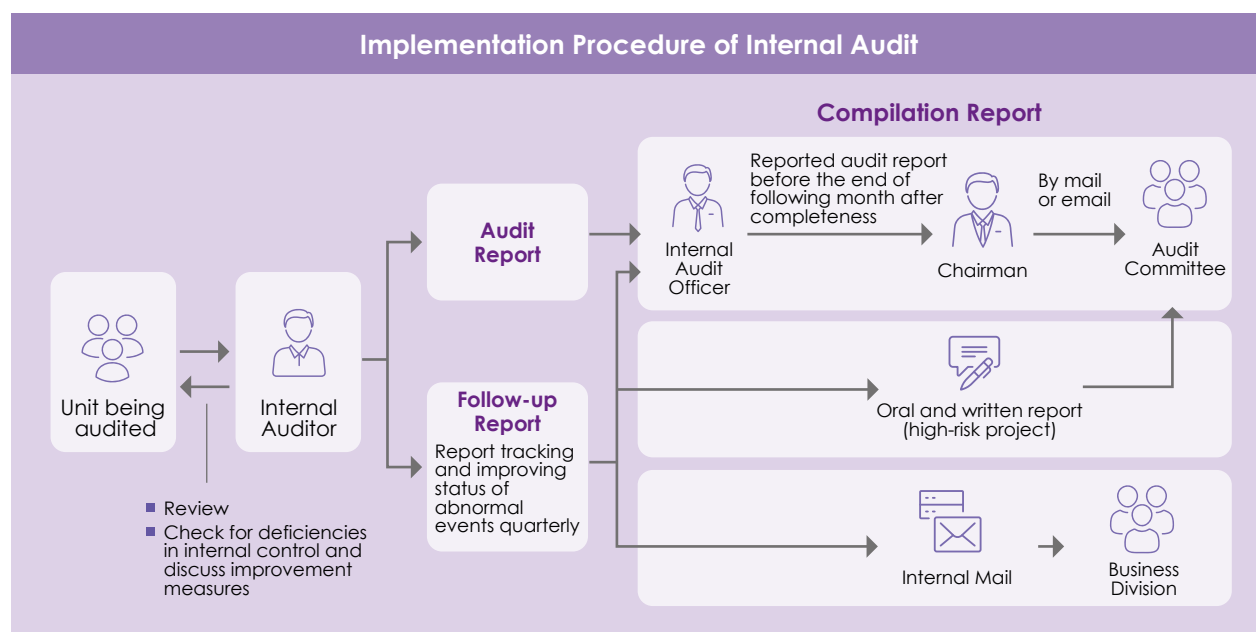 Implementation Procedure of Internal Audit
Compilation Report
Unit being
audited
Internal
Auditor
Review
Check for deficiencies
in internal control and
discuss improvement
measures
Audit
Report
Follow-up
Report
Report tracking
and improving
status of
abnormal
events quarterly
Internal
Audit
Officer
Reported audit report
before the end of
following month after
completeness
Chairman
By mail
or email
Audit
Committee
Oral and written report
(high-risk project)
Internal Mail
Business
Division